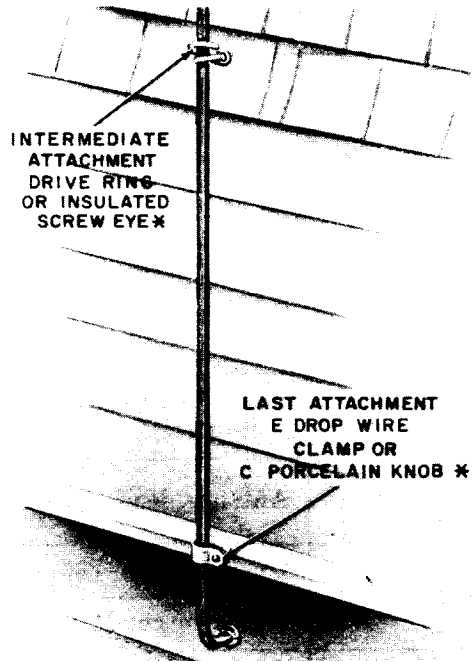 INTERMEDIATE
ATTACHMENT
DRIVE RING
OR INSULATED
SCREW EYE*
LAST ATTACHMENT
E DROP WIRE
CLAMP OR
C PORCELAIN KNOB *